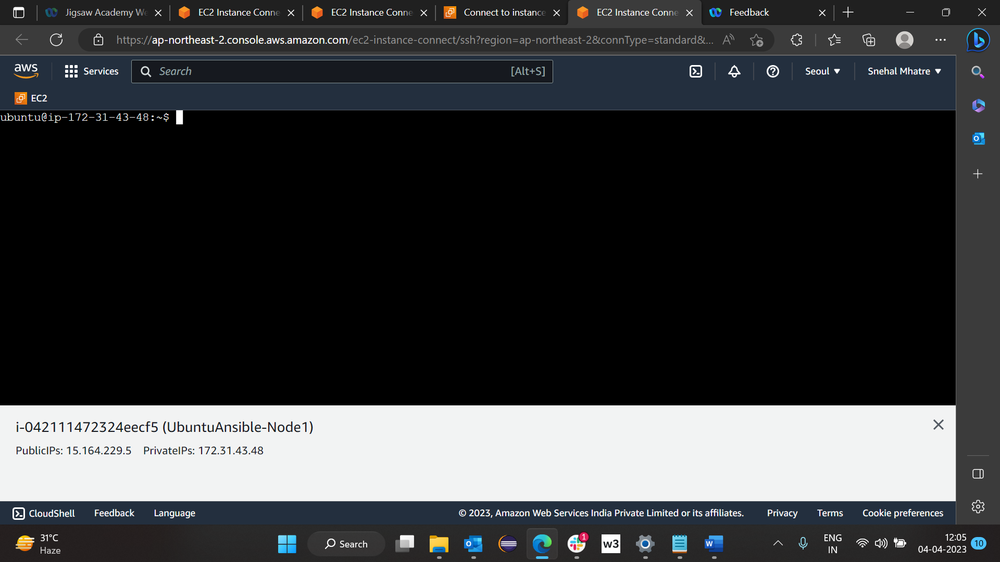 Jigsaw Academy We
EC2 Instance Conne
EC2 Instance Conne
Connect to instance
EC2 Instance Conne
Feedback
https://ap-northeast-2.console.aws.amazon.com/ec2-instance-connect/ssh?region=ap-northeast-2&connType=standard&...
aws
Services
Search
[Alt+S]
Seoul
Snehal Mhatre
EC2
ubuntu@ip-172-31-43-48:~$
i-042111472324eecf5 (UbuntuAnsible-Node1)
PublicIPs: 15.164.229.5 PrivateIPs: 172.31.43.48
CloudShell
Feedback
Language
© 2023, Amazon Web Services India Private Limited or its affiliates.
Privacy
Terms
Cookie preferences
31°C
Haze
Search
1
w3
ENG
IN
12:05
04-04-2023
10